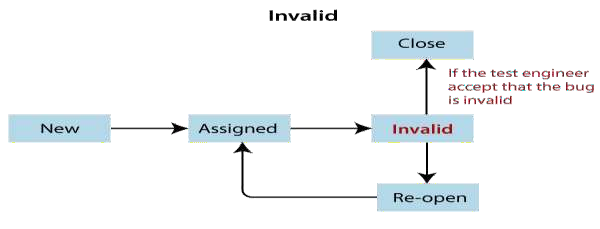 Invalid
Close
If the test engineer
accept that the bug
is invalid
New
Assigned
Invalid
Re-open